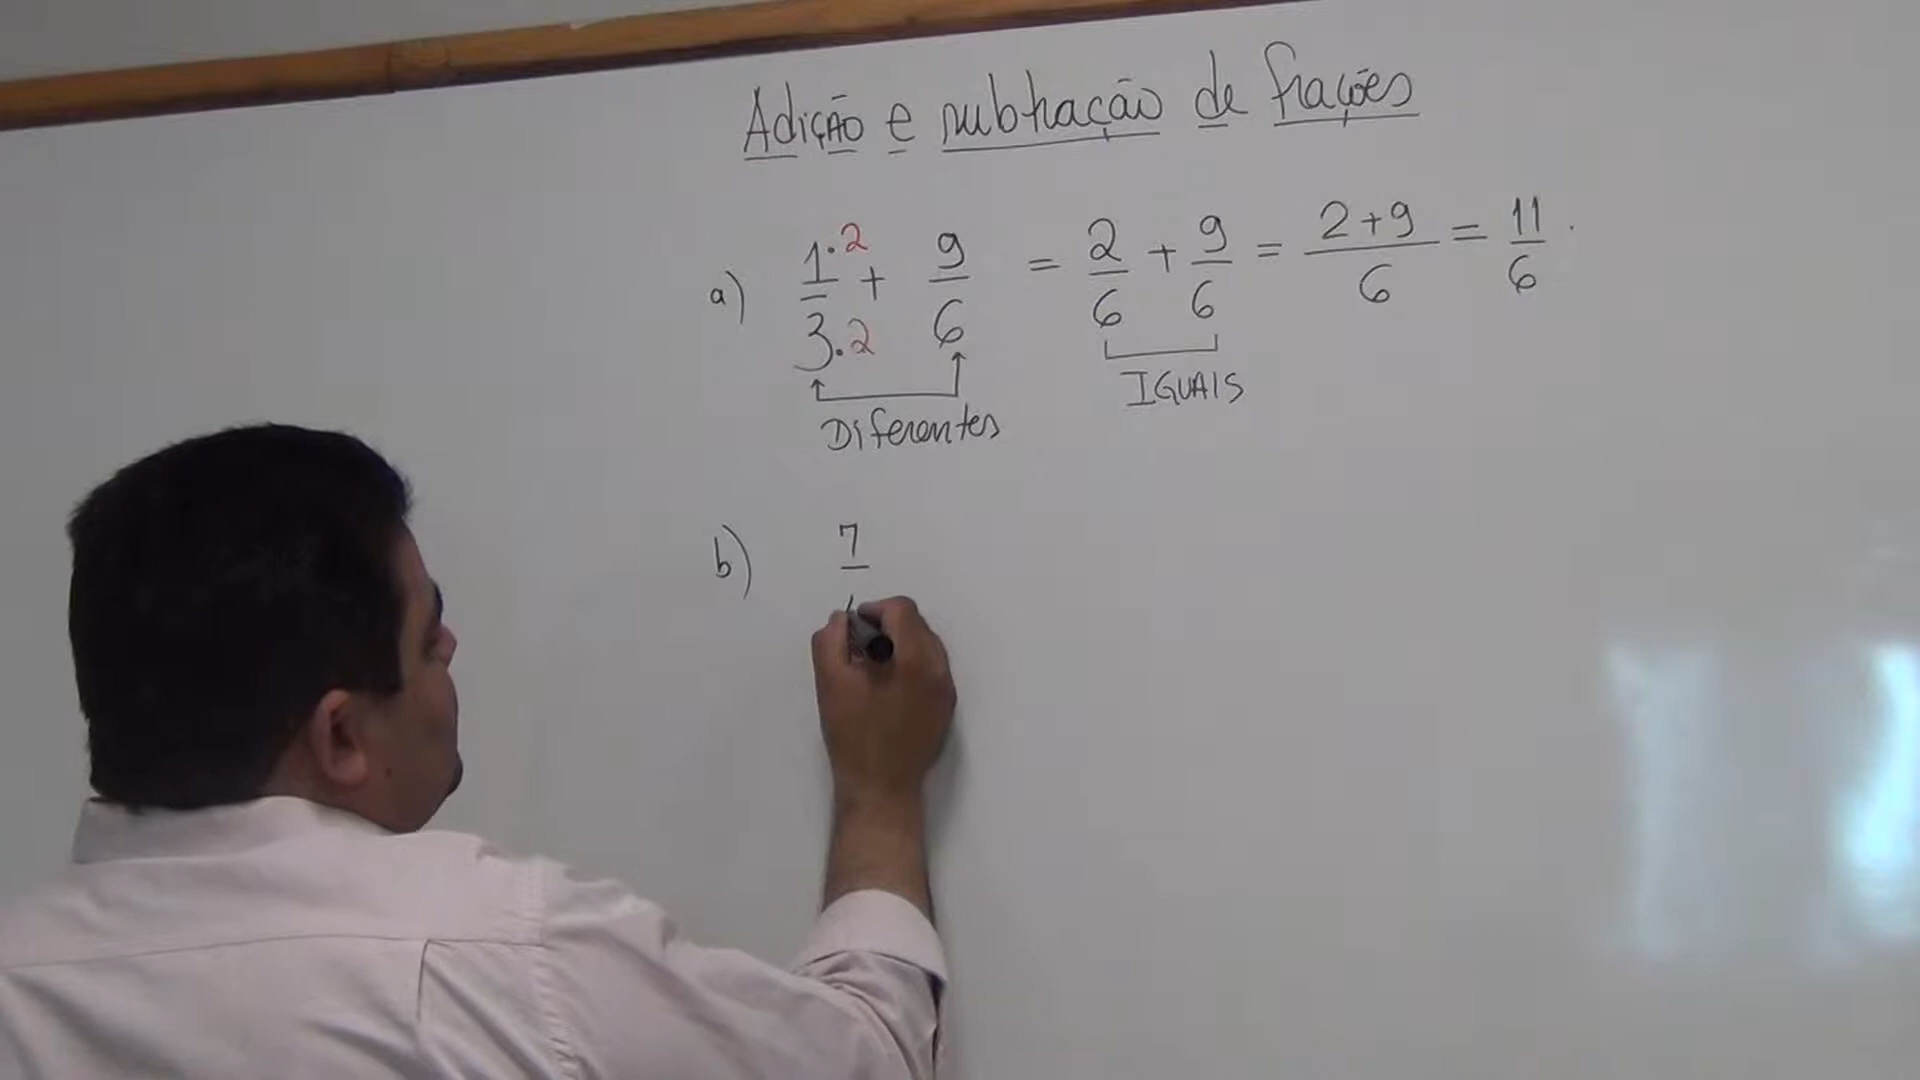 Adição e subtração de frações
a) 1·2/3·2 + 9/6 = 2/6 + 9/6 = 2+9/6 = 11/6.
Diferentes IGUAIS
b) 7